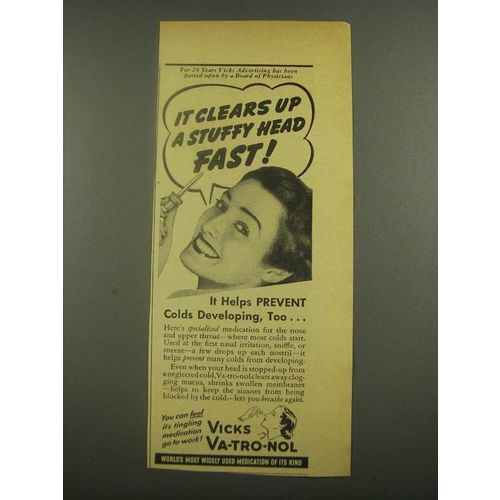 For 24 Years Vicks Advertising has been
passed upon by a Board of Physicians
IT CLEARS UP
A STUFFY HEAD
FAST!
It Helps PREVENT
Colds Developing, Too...
Here's specialized medication for the nose
and upper throat—where most colds start.
Used at the first nasal irritation, sniffle, or
sneeze—a few drops up each nostril—it
helps prevent many colds from developing.
Even when your head is stopped-up from
a neglected cold, Va-tro-nol clears away clog-
ging mucus, shrinks swollen membranes
—helps to keep the sinuses from being
blocked by the cold—lets you breathe again.
You can feel
its tingling
medication
go to work!
VICKS
VA-TRO-NOL
WORLD'S MOST WIDELY USED MEDICATION OF ITS KIND